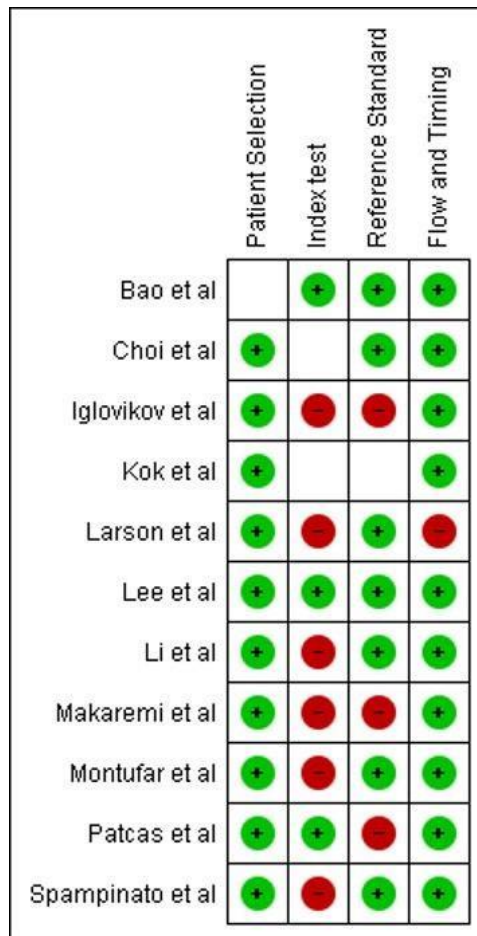 Patient Selection
Index test
Reference Standard
Flow and Timing
Bao et al + + +
Choi et al + + +
Iglovikov et al + - - +
Kok et al + +
Larson et al + - + -
Lee et al + + + +
Li et al + - + +
Makaremi et al + - - +
Montufar et al + - + +
Patcas et al + + - +
Spampinato et al + - + +